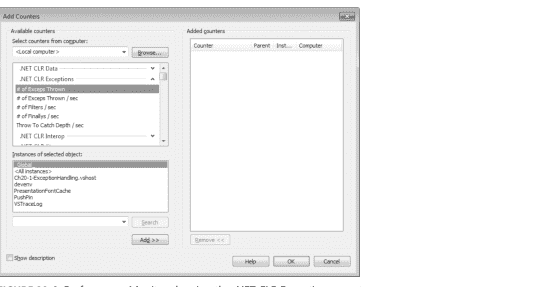 Add Counters
Available counters
Select counters from computer:
<Local computer>
Browse...
.NET CLR Data
.NET CLR Exceptions
# of Exceps Thrown
# of Exceps Thrown / sec
# of Filters / sec
# of Finallys / sec
Throw To Catch Depth / sec
.NET CLR Interop
Instances of selected object:
_Global_
<All instances>
Ch20-1-ExceptionHandling.vshost
devenv
PresentationFontCache
PushPin
VSTraceLog
Search
Add >>
Show description
Added counters
Counter Parent Inst... Computer
Remove <<
Help OK Cancel